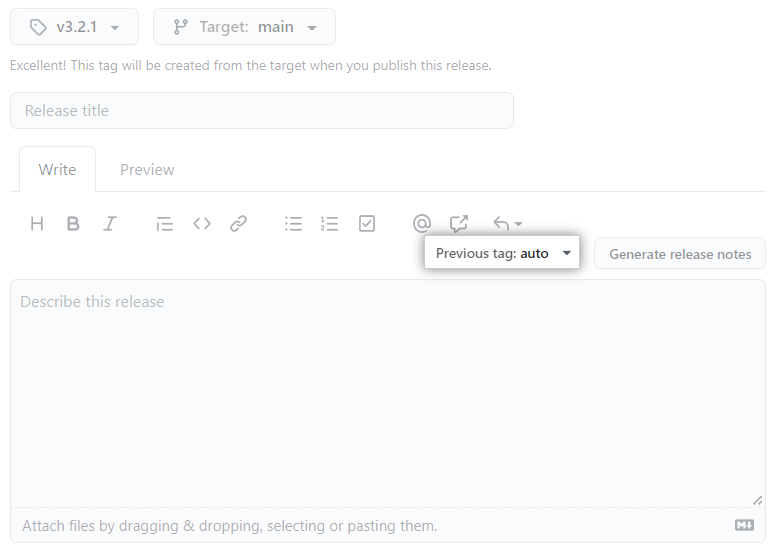 v3.2.1 Target: main
Excellent! This tag will be created from the target when you publish this release.
Release title
Write Preview
Previous tag: auto Generate release notes
Describe this release
Attach files by dragging & dropping, selecting or pasting them.